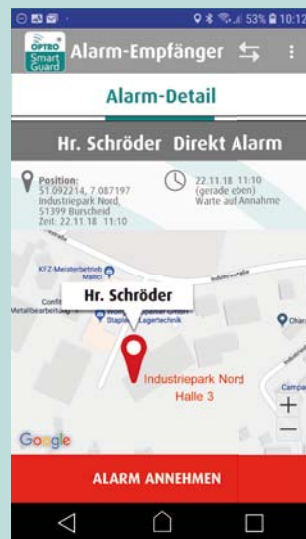 53% 10:12
OPTRO
Smart
Guard
Alarm-Empfänger
Alarm-Detail
Hr. Schröder Direkt Alarm
Position:
51.092214, 7.087197
Industriepark Nord,
51399 Burscheid
Zeit: 22.11.18 11:10
22.11.18 11:10
(gerade eben)
Warte auf Annahme
KFZ-Meisterbetrieb
Hr. Schröder
Metallbearbeitung
Lagertechnik
Industriepark Nord
Halle 3
Campa
+
Google
−
ALARM ANNEHMEN